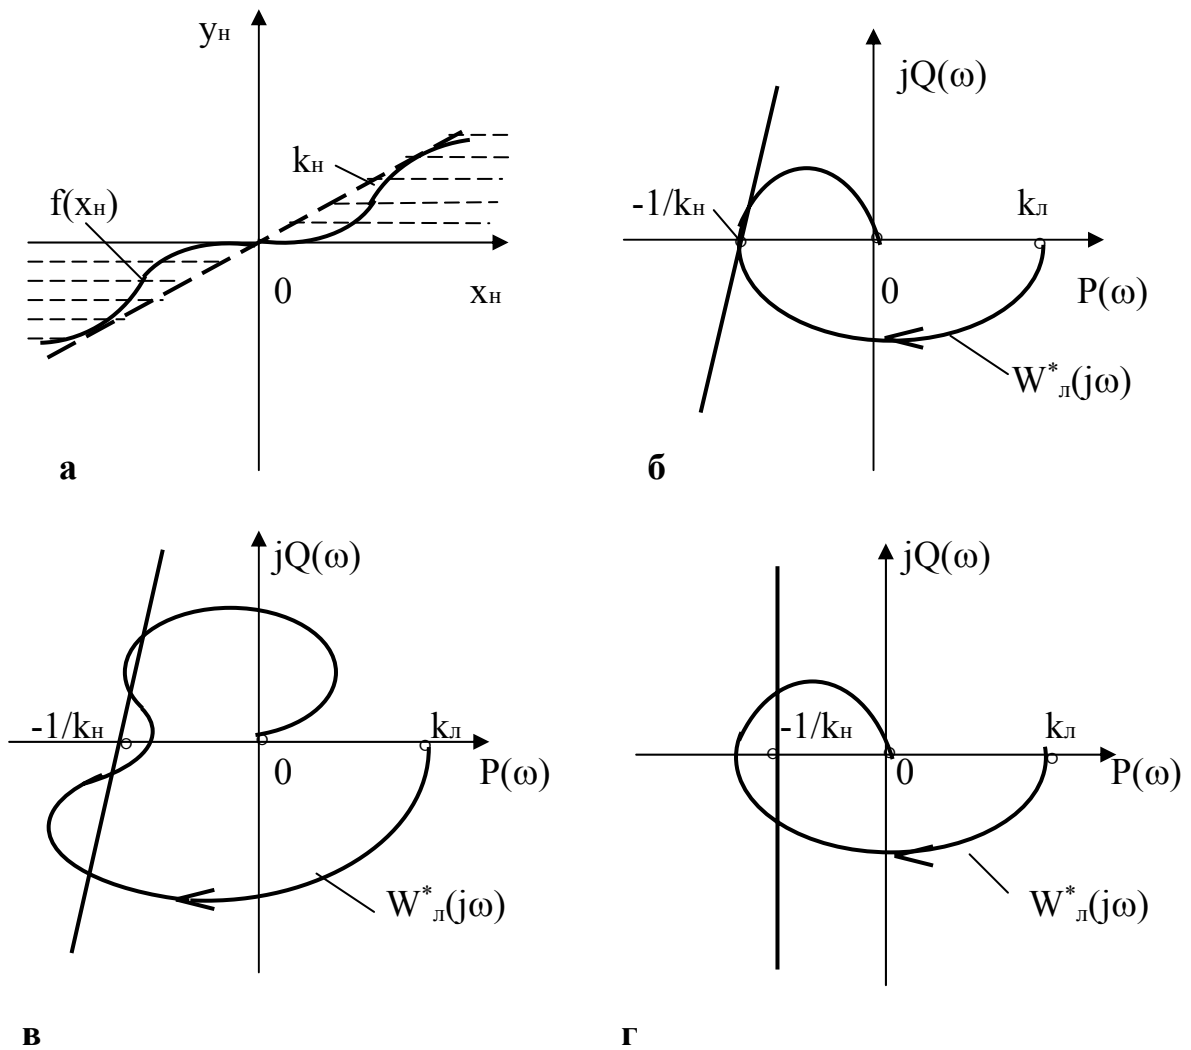 yн
kн
f(xн)
0
xн
а
jQ(ω)
-1/kн
kл
0
P(ω)
W*л(jω)
б
jQ(ω)
-1/kн
kл
0
P(ω)
W*л(jω)
в
jQ(ω)
-1/kн
kл
0
P(ω)
W*л(jω)
г